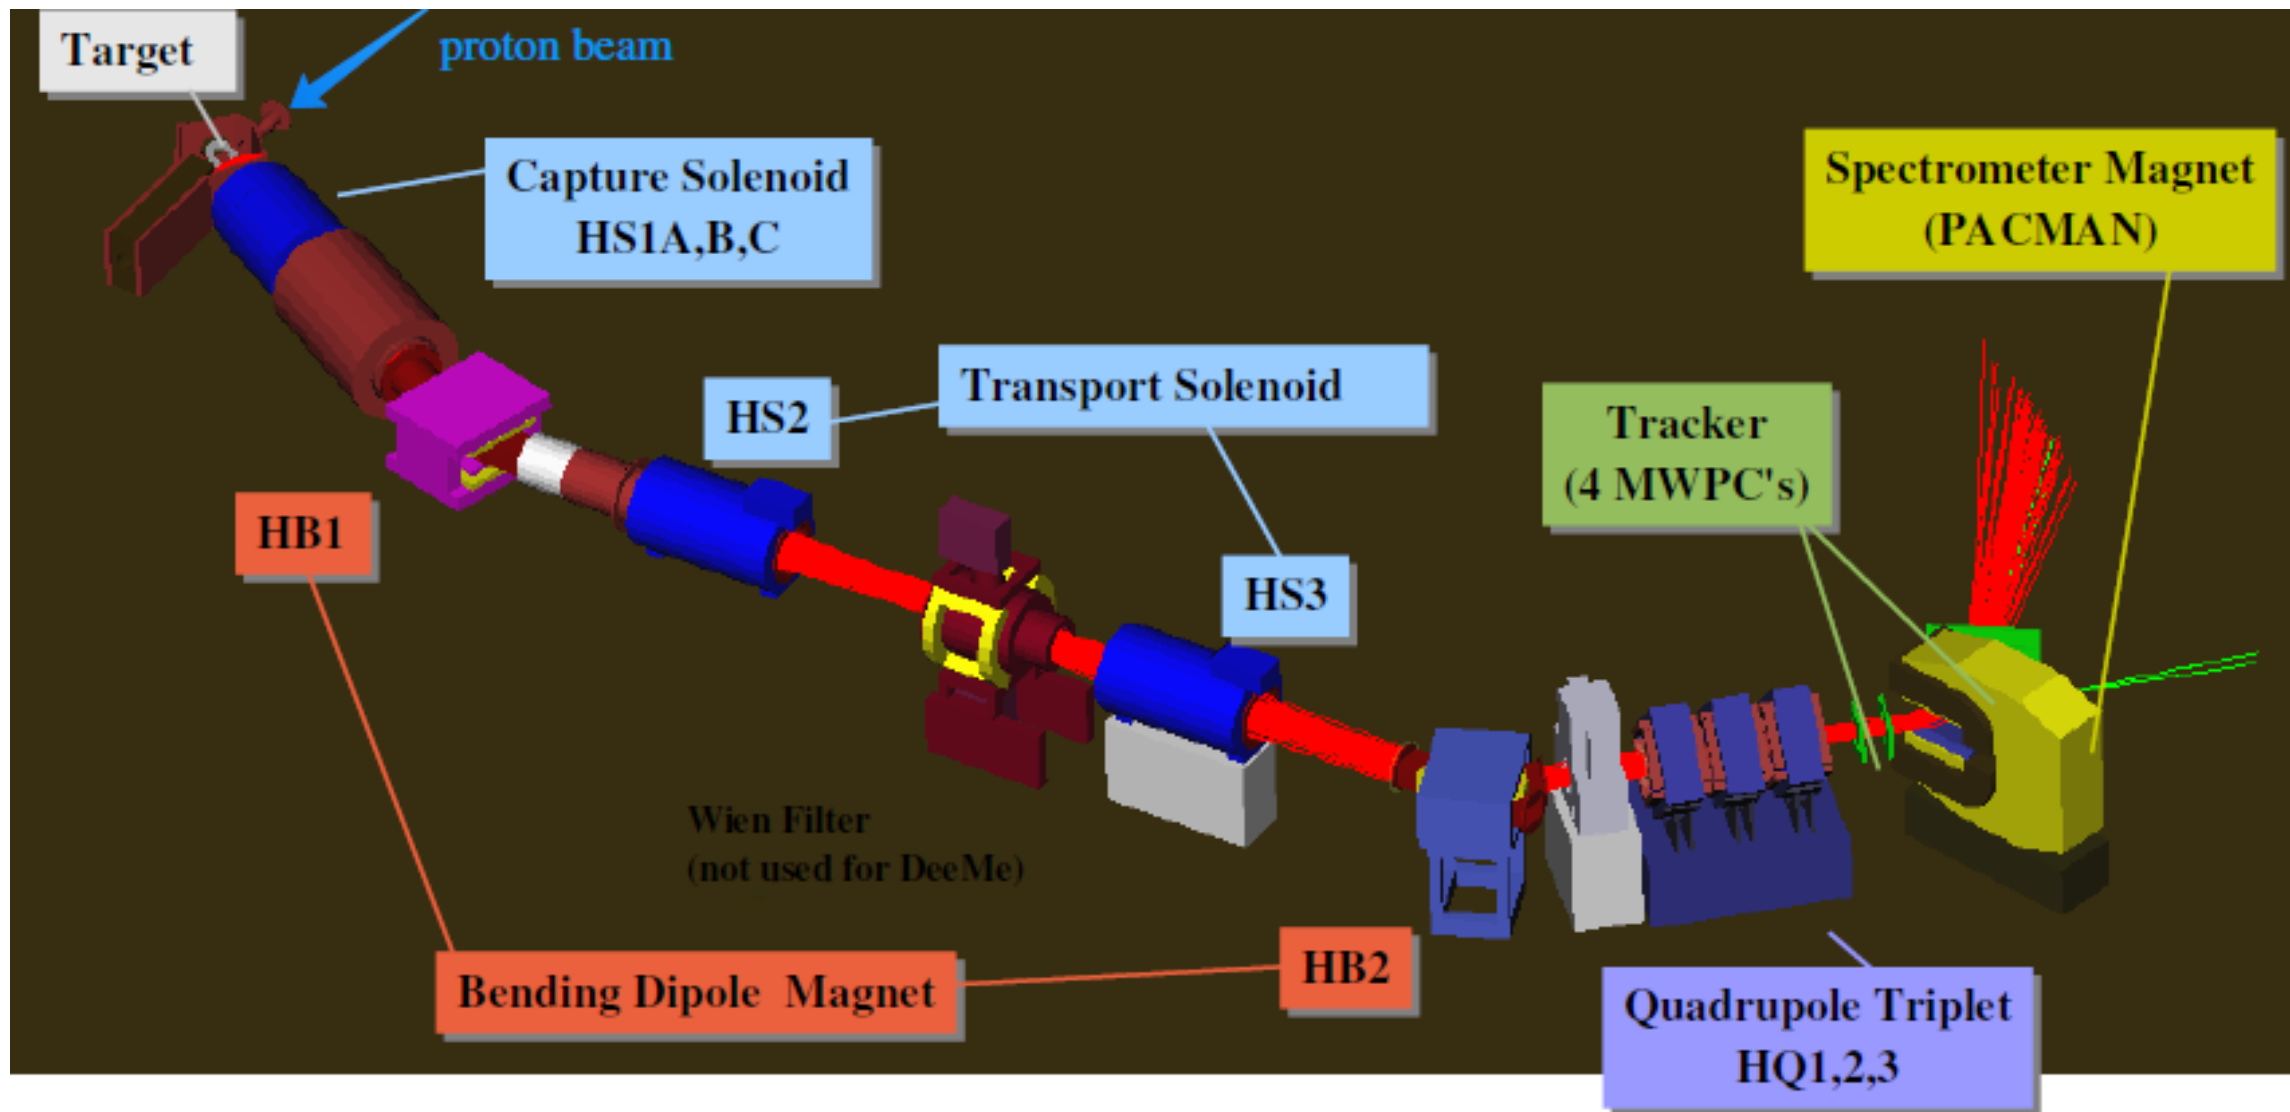 Target
proton beam
Capture Solenoid
HS1A,B,C
Spectrometer Magnet
(PACMAN)
HS2
Transport Solenoid
Tracker
(4 MWPC's)
HB1
HS3
Wien Filter
(not used for DeeMe)
Bending Dipole Magnet
HB2
Quadrupole Triplet
HQ1,2,3